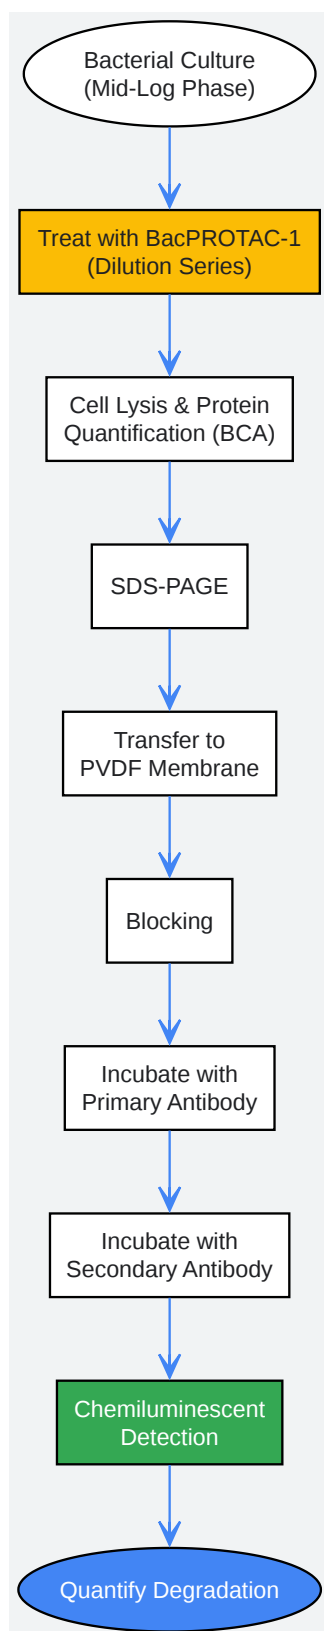 Bacterial Culture
(Mid-Log Phase)
Treat with BacPROTAC-1
(Dilution Series)
Cell Lysis & Protein
Quantification (BCA)
SDS-PAGE
Transfer to
PVDF Membrane
Blocking
Incubate with
Primary Antibody
Incubate with
Secondary Antibody
Chemiluminescent
Detection
Quantify Degradation